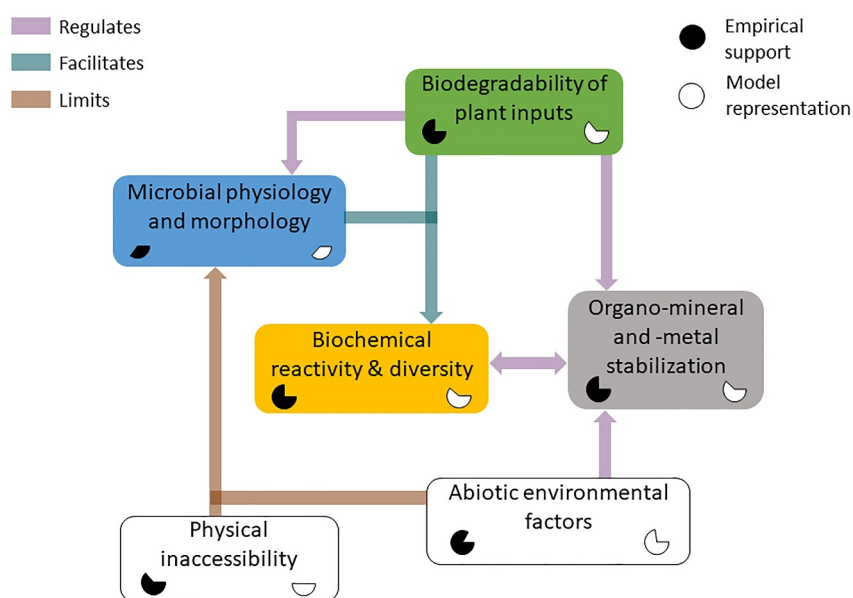 Regulates
Facilitates
Limits
Empirical
support
Model
representation
Biodegradability of
plant inputs
Microbial physiology
and morphology
Organo-mineral
and -metal
stabilization
Biochemical
reactivity & diversity
Abiotic environmental
factors
Physical
inaccessibility